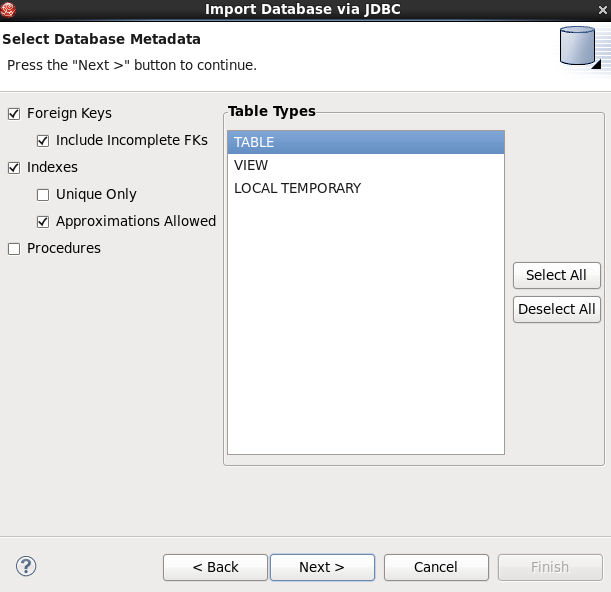 Import Database via JDBC
Select Database Metadata
Press the "Next >" button to continue.
Foreign Keys
Include Incomplete FKs
Indexes
Unique Only
Approximations Allowed
Procedures
Table Types
TABLE
VIEW
LOCAL TEMPORARY
Select All
Deselect All
?
< Back
Next >
Cancel
Finish